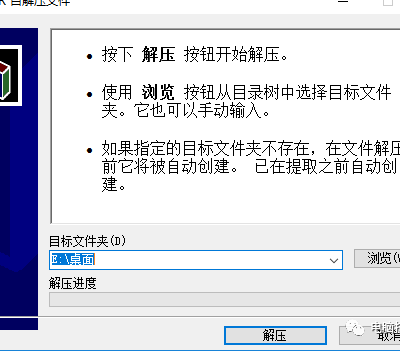 R 自解压文件
• 按下 解压 按钮开始解压。
• 使用 浏览 按钮从目录树中选择目标文件
夹。它也可以手动输入。
• 如果指定的目标文件夹不存在，在文件解压
前它将被自动创建。 已在提取之前自动创
建。
目标文件夹(D)
E:\桌面
浏览(W
解压进度
解压
取消
电脑技